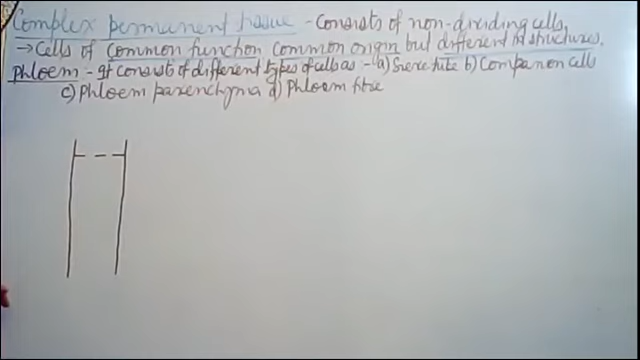 Complex permanent tissue - Consists of non-dividing cells,
→ Cells of common function common origin but different in structures.
Phloem - It consists of different types of cells as - a) Sieve tube b) Companion cells
c) Phloem parenchyma d) Phloem fibre